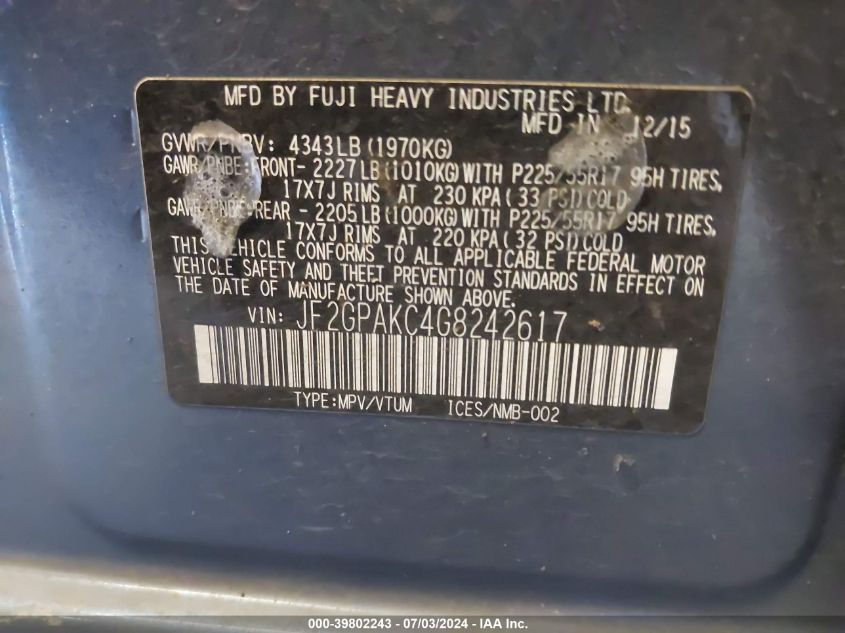 MFD BY FUJI HEAVY INDUSTRIES LTD.
MFD IN 12/15
GVWR/PNBV: 4343LB (1970KG)
GAWR/PNBE:FRONT- 2227LB(1010KG)WITH P225/55R17 95H TIRES,
17X7J RIMS AT 230 KPA( 33 PSI)COLD
GAWR/PNBE:REAR - 2205LB(1000KG)WITH P225/55R17 95H TIRES,
17X7J RIMS AT 220 KPA( 32 PSI)COLD
THIS VEHICLE CONFORMS TO ALL APPLICABLE FEDERAL MOTOR
VEHICLE SAFETY AND THEFT PREVENTION STANDARDS IN EFFECT ON
THE DATE OF MANUFACTURE SHOWN ABOVE.
VIN: JF2GPAKC4G8242617
TYPE:MPV/VTUM ICES/NMB-002
000-39802243 - 07/03/2024 - IAA Inc.